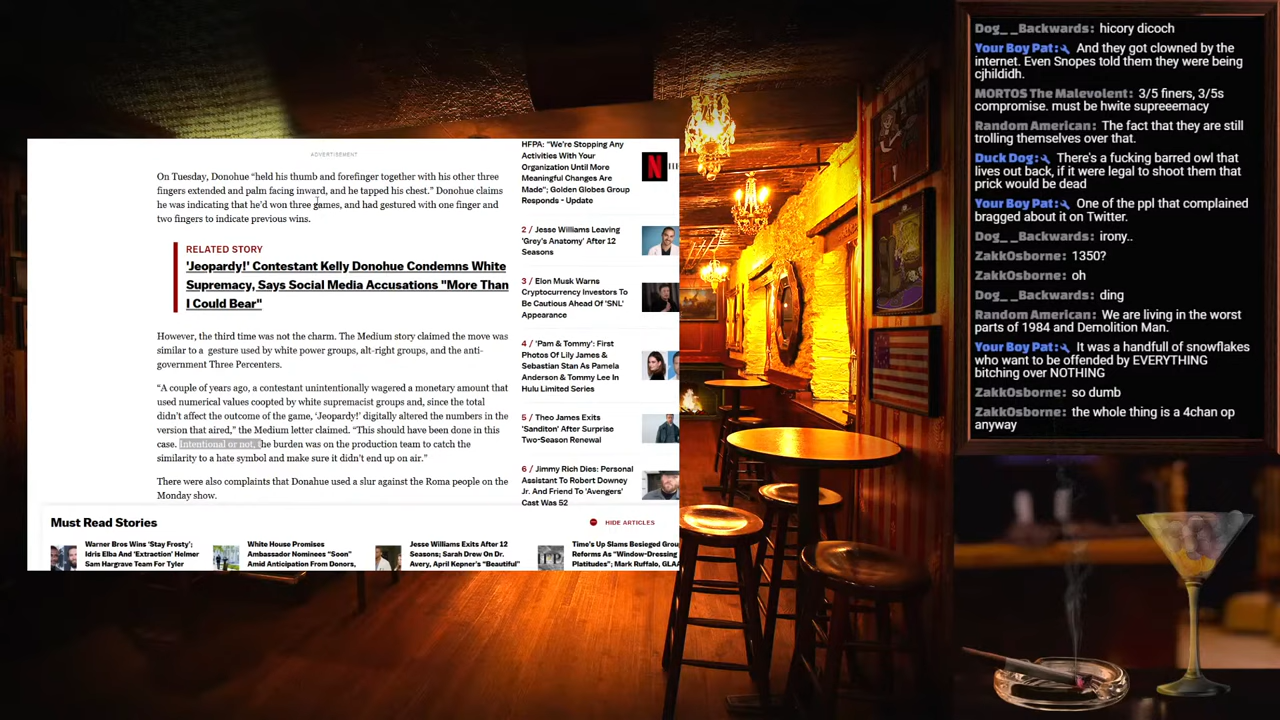 ADVERTISEMENT
On Tuesday, Donohue “held his thumb and forefinger together with his other three
fingers extended and palm facing inward, and he tapped his chest.” Donohue claims
he was indicating that he’d won three games, and had gestured with one finger and
two fingers to indicate previous wins.
RELATED STORY
'Jeopardy!' Contestant Kelly Donohue Condemns White
Supremacy, Says Social Media Accusations "More Than
I Could Bear"
However, the third time was not the charm. The Medium story claimed the move was
similar to a gesture used by white power groups, alt-right groups, and the anti-
government Three Percenters.
“A couple of years ago, a contestant unintentionally wagered a monetary amount that
used numerical values coopted by white supremacist groups and, since the total
didn’t affect the outcome of the game, ‘Jeopardy!’ digitally altered the numbers in the
version that aired,” the Medium letter claimed. “This should have been done in this
case. Intentional or not, the burden was on the production team to catch the
similarity to a hate symbol and make sure it didn’t end up on air.”
There were also complaints that Donahue used a slur against the Roma people on the
Monday show.
HFPA: “We’re Stopping Any
Activities With Your
Organization Until More
Meaningful Changes Are
Made”; Golden Globes Group
Responds - Update
2 / Jesse Williams Leaving
‘Grey’s Anatomy’ After 12
Seasons
3 / Elon Musk Warns
Cryptocurrency Investors To
Be Cautious Ahead Of ‘SNL’
Appearance
4 / ‘Pam & Tommy’: First
Photos Of Lily James &
Sebastian Stan As Pamela
Anderson & Tommy Lee In
Hulu Limited Series
5 / Theo James Exits
‘Sanditon’ After Surprise
Two-Season Renewal
6 / Jimmy Rich Dies: Personal
Assistant To Robert Downey
Jr. And Friend To ‘Avengers’
Cast Was 52
Must Read Stories
HIDE ARTICLES
Warner Bros Wins ‘Stay Frosty’:
Idris Elba And ‘Extraction’ Helmer
Sam Hargrave Team For Tyler
White House Promises
Ambassador Nominees “Soon”
Amid Anticipation From Donors,
Jesse Williams Exits After 12
Seasons; Sarah Drew On Dr.
Avery, April Kepner’s “Beautiful”
Time’s Up Slams Besieged Grou
Reforms As “Window-Dressing
Platitudes”; Mark Ruffalo, GLAA
Dog_ _Backwards: hicory dicoch
Your Boy Pat: And they got clowned by the
internet. Even Snopes told them they were being
cjhildidh.
MORTOS The Malevolent: 3/5 finers, 3/5s
compromise. must be hwite supreeemacy
Random American: The fact that they are still
trolling themselves over that.
Duck Dog: There's a fucking barred owl that
lives out back, if it were legal to shoot them that
prick would be dead
Your Boy Pat: One of the ppl that complained
bragged about it on Twitter.
Dog_ _Backwards: irony..
ZakkOsborne: 1350?
ZakkOsborne: oh
Dog_ _Backwards: ding
Random American: We are living in the worst
parts of 1984 and Demolition Man.
Your Boy Pat: It was a handful of snowflakes
who want to be offended by EVERYTHING
bitching over NOTHING
ZakkOsborne: so dumb
ZakkOsborne: the whole thing is a 4chan op
anyway